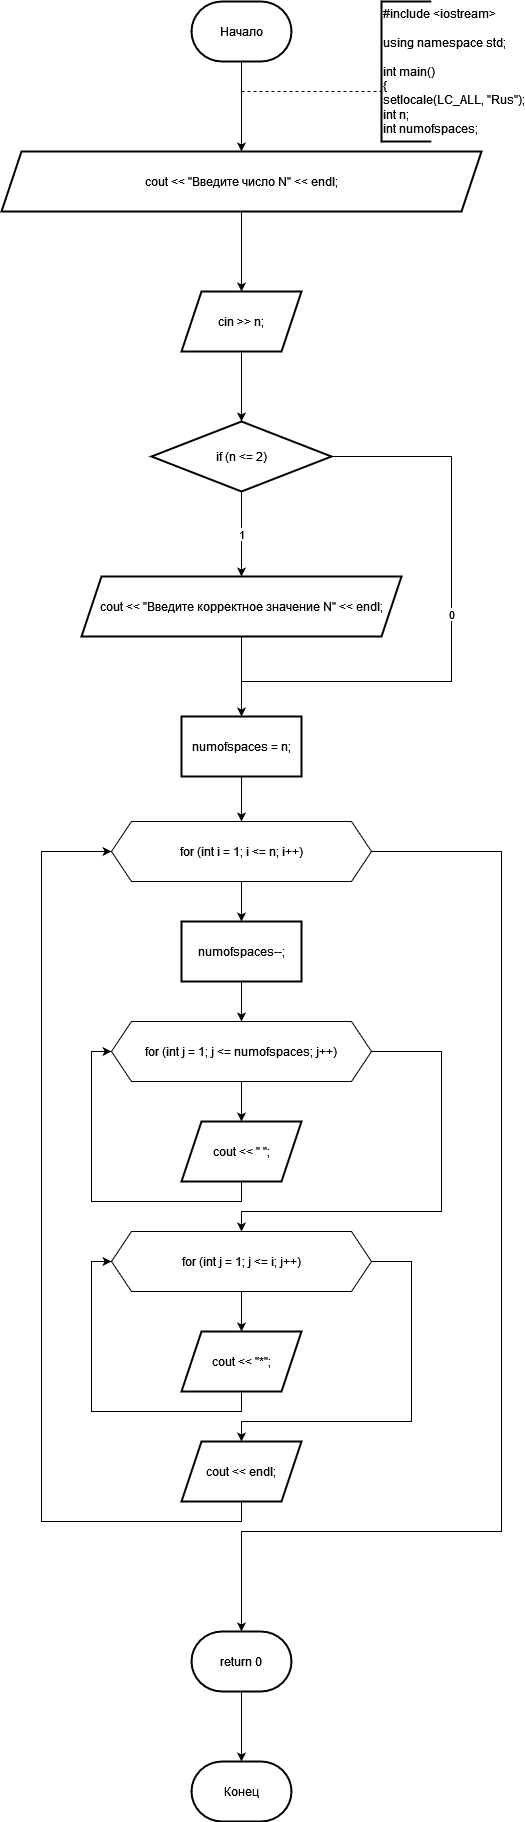 Начало
#include <iostream>
using namespace std;
int main()
{
setlocale(LC_ALL, "Rus");
int n;
int numofspaces;
cout << "Введите число N" << endl;
cin >> n;
if (n <= 2)
1
cout << "Введите корректное значение N" << endl;
0
numofspaces = n;
for (int i = 1; i <= n; i++)
numofspaces--;
for (int j = 1; j <= numofspaces; j++)
cout << " ";
for (int j = 1; j <= i; j++)
cout << "*";
cout << endl;
return 0
Конец